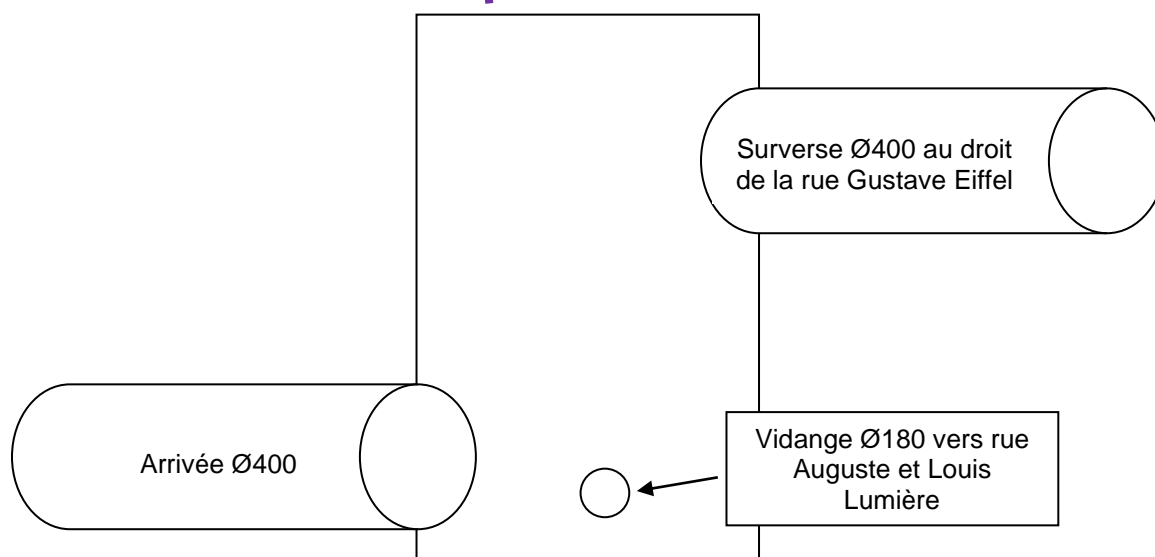 Surverse Ø400 au droit
de la rue Gustave Eiffel
Arrivée Ø400
Vidange Ø180 vers rue
Auguste et Louis
Lumière